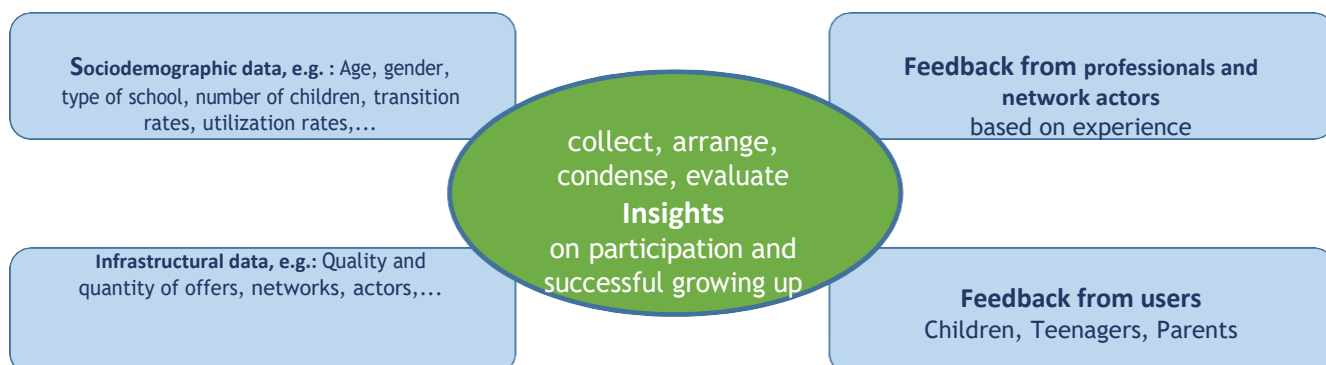 Sociodemographic data, e.g. : Age, gender,
type of school, number of children, transition
rates, utilization rates,...
Feedback from professionals and
network actors
based on experience
collect, arrange,
condense, evaluate
Insights
on participation and
successful growing up
Infrastructural data, e.g.: Quality and
quantity of offers, networks, actors,...
Feedback from users
Children, Teenagers, Parents